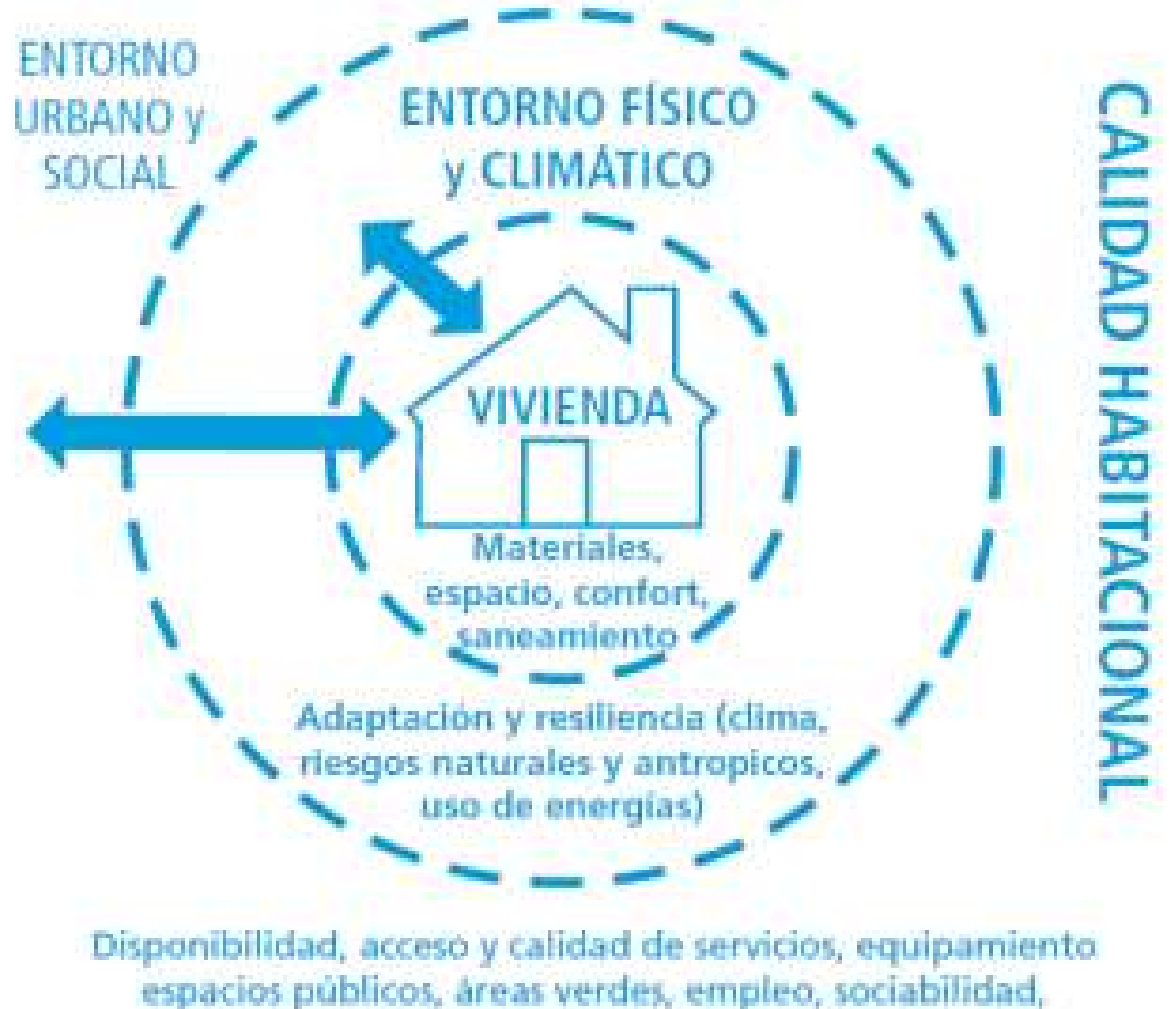 ENTORNO
URBANO y
SOCIAL
ENTORNO FÍSICO
y CLIMÁTICO
VIVIENDA
Materiales,
espacio, confort,
saneamiento
Adaptación y resiliencia (clima,
riesgos naturales y antropicos,
uso de energías)
Disponibilidad, acceso y calidad de servicios, equipamiento
espacios públicos, áreas verdes, empleo, sociabilidad,
CALIDAD HABITACIONAL